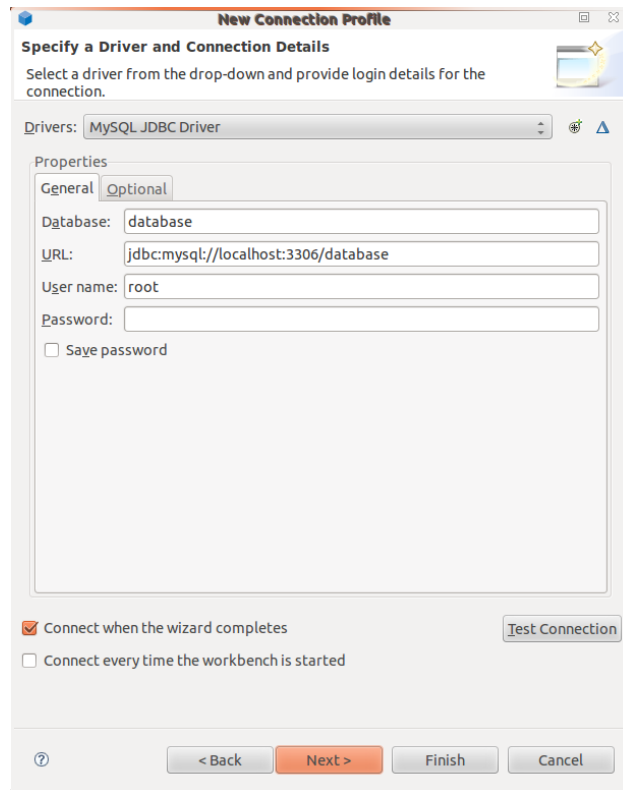 New Connection Profile
Specify a Driver and Connection Details
Select a driver from the drop-down and provide login details for the
connection.
Drivers: MySQL JDBC Driver
Properties
General Optional
Database: database
URL: jdbc:mysql://localhost:3306/database
User name: root
Password:
Save password
Connect when the wizard completes
Test Connection
Connect every time the workbench is started
? < Back Next > Finish Cancel